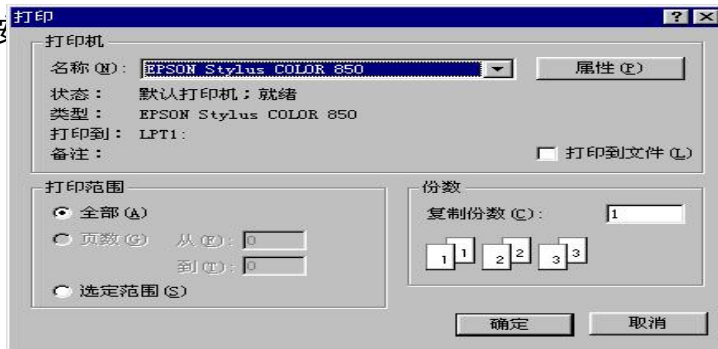 打印
打印机
名称(N): EPSON Stylus COLOR 850 属性(P)
状态： 默认打印机；就绪
类型： EPSON Stylus COLOR 850
打印到： LPT1:
备注： 打印到文件(L)
打印范围
全部(A)
页数(G) 从(F): 0
到(T): 0
选定范围(S)
份数
复制份数(C): 1
1 1 2 2 3 3
确定 取消